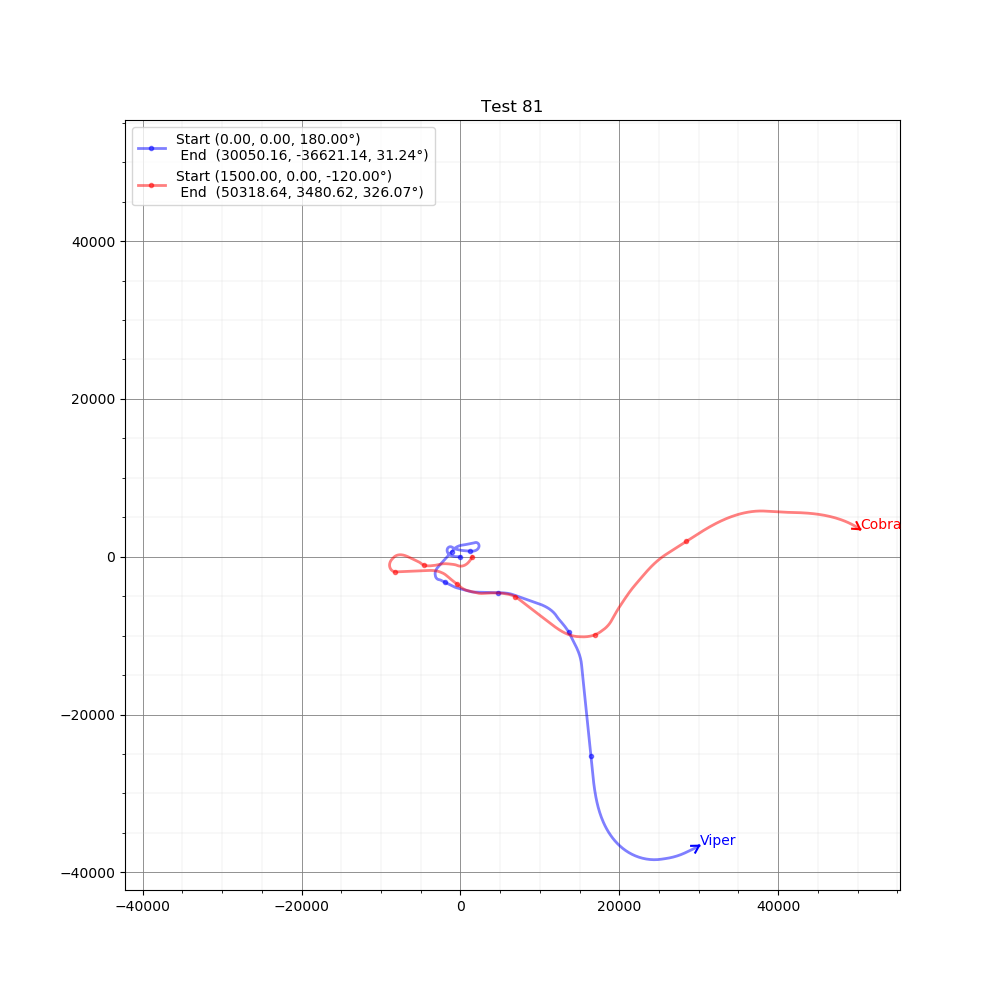 Test 81
Start (0.00, 0.00, 180.00°)
End  (30050.16, -36621.14, 31.24°)
Start (1500.00, 0.00, -120.00°)
End  (50318.64, 3480.62, 326.07°)
40000
20000
0
−20000
−40000
Cobra
Viper
−40000
−20000
0
20000
40000